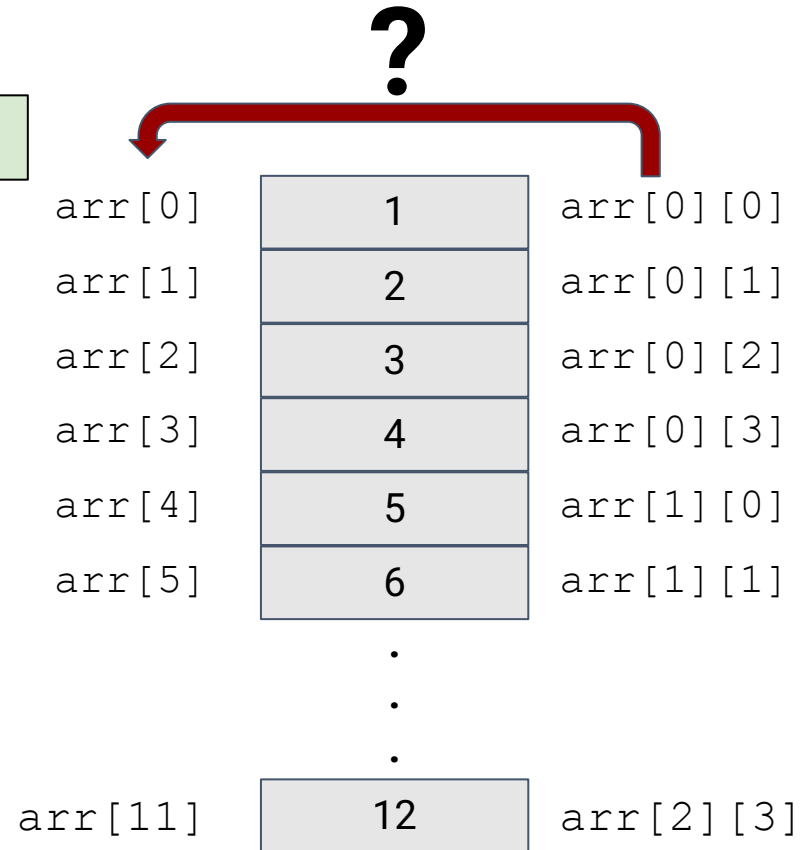 ?
arr[0] 1 arr[0][0]
arr[1] 2 arr[0][1]
arr[2] 3 arr[0][2]
arr[3] 4 arr[0][3]
arr[4] 5 arr[1][0]
arr[5] 6 arr[1][1]
.
.
.
arr[11] 12 arr[2][3]